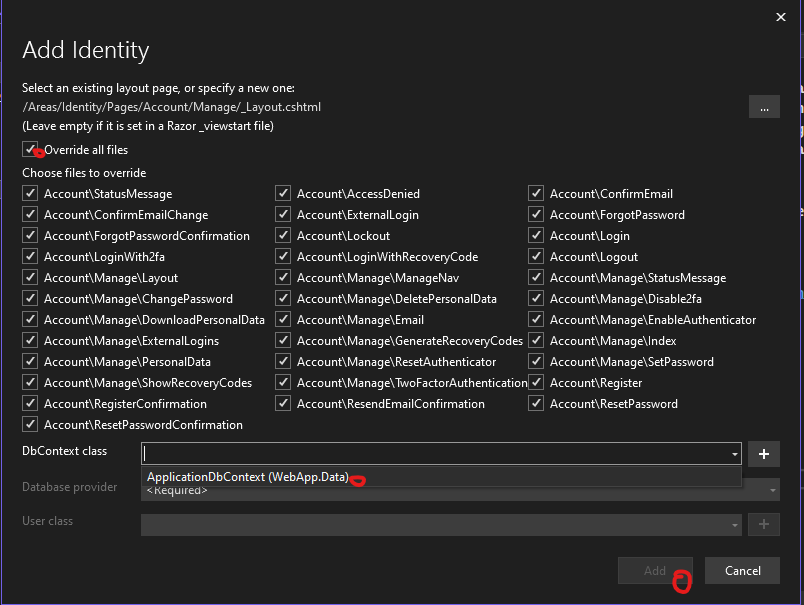 Add Identity
Select an existing layout page, or specify a new one:
/Areas/Identity/Pages/Account/Manage/_Layout.cshtml
...
(Leave empty if it is set in a Razor _viewstart file)
Override all files
Choose files to override
Account\StatusMessage Account\AccessDenied Account\ConfirmEmail
Account\ConfirmEmailChange Account\ExternalLogin Account\ForgotPassword
Account\ForgotPasswordConfirmation Account\Lockout Account\Login
Account\LoginWith2fa Account\LoginWithRecoveryCode Account\Logout
Account\Manage\Layout Account\Manage\ManageNav Account\Manage\StatusMessage
Account\Manage\ChangePassword Account\Manage\DeletePersonalData Account\Manage\Disable2fa
Account\Manage\DownloadPersonalData Account\Manage\Email Account\Manage\EnableAuthenticator
Account\Manage\ExternalLogins Account\Manage\GenerateRecoveryCodes Account\Manage\Index
Account\Manage\PersonalData Account\Manage\ResetAuthenticator Account\Manage\SetPassword
Account\Manage\ShowRecoveryCodes Account\Manage\TwoFactorAuthentication Account\Register
Account\RegisterConfirmation Account\ResendEmailConfirmation Account\ResetPassword
Account\ResetPasswordConfirmation
DbContext class
ApplicationDbContext (WebApp.Data)
Database provider <Required>
User class
Add Cancel